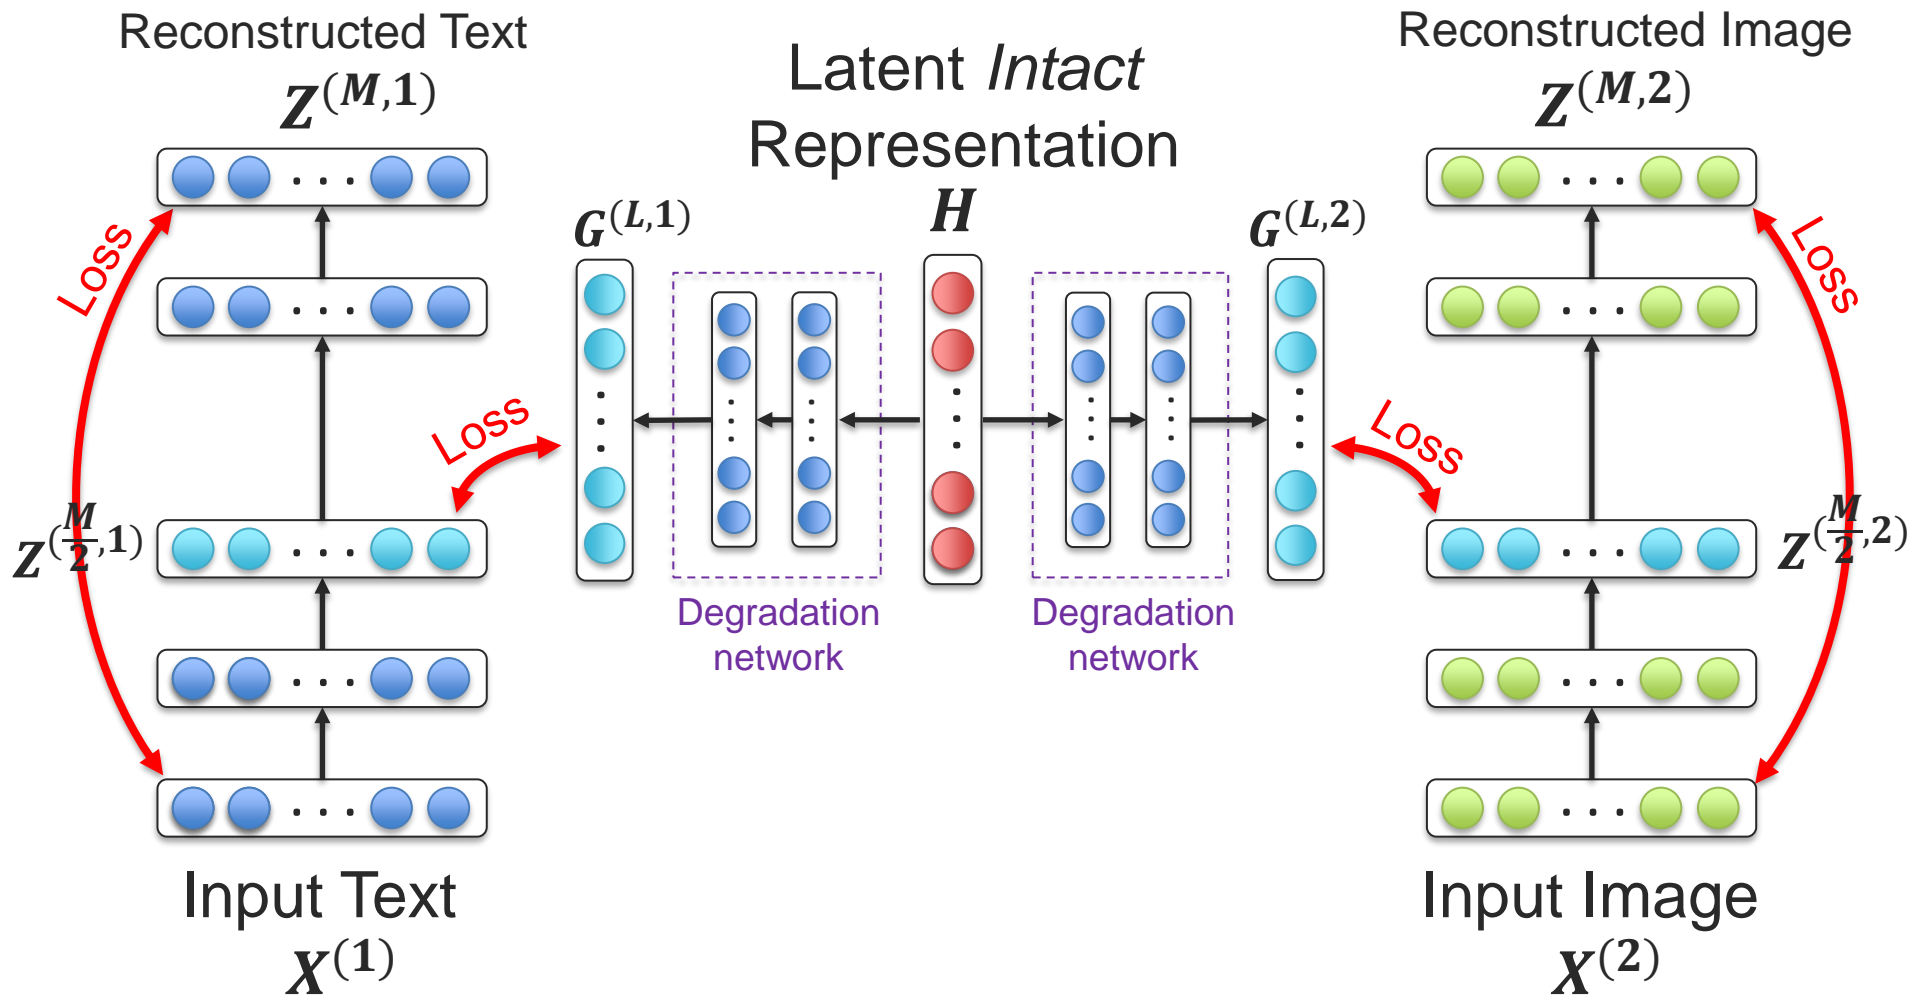 Reconstructed Text
Z^(M,1)
Latent Intact
Representation
H
Reconstructed Image
Z^(M,2)
G^(L,1)
G^(L,2)
Loss
Loss
Loss
Loss
Z^(M/2,1)
Z^(M/2,2)
Degradation
network
Degradation
network
Input Text
X^(1)
Input Image
X^(2)